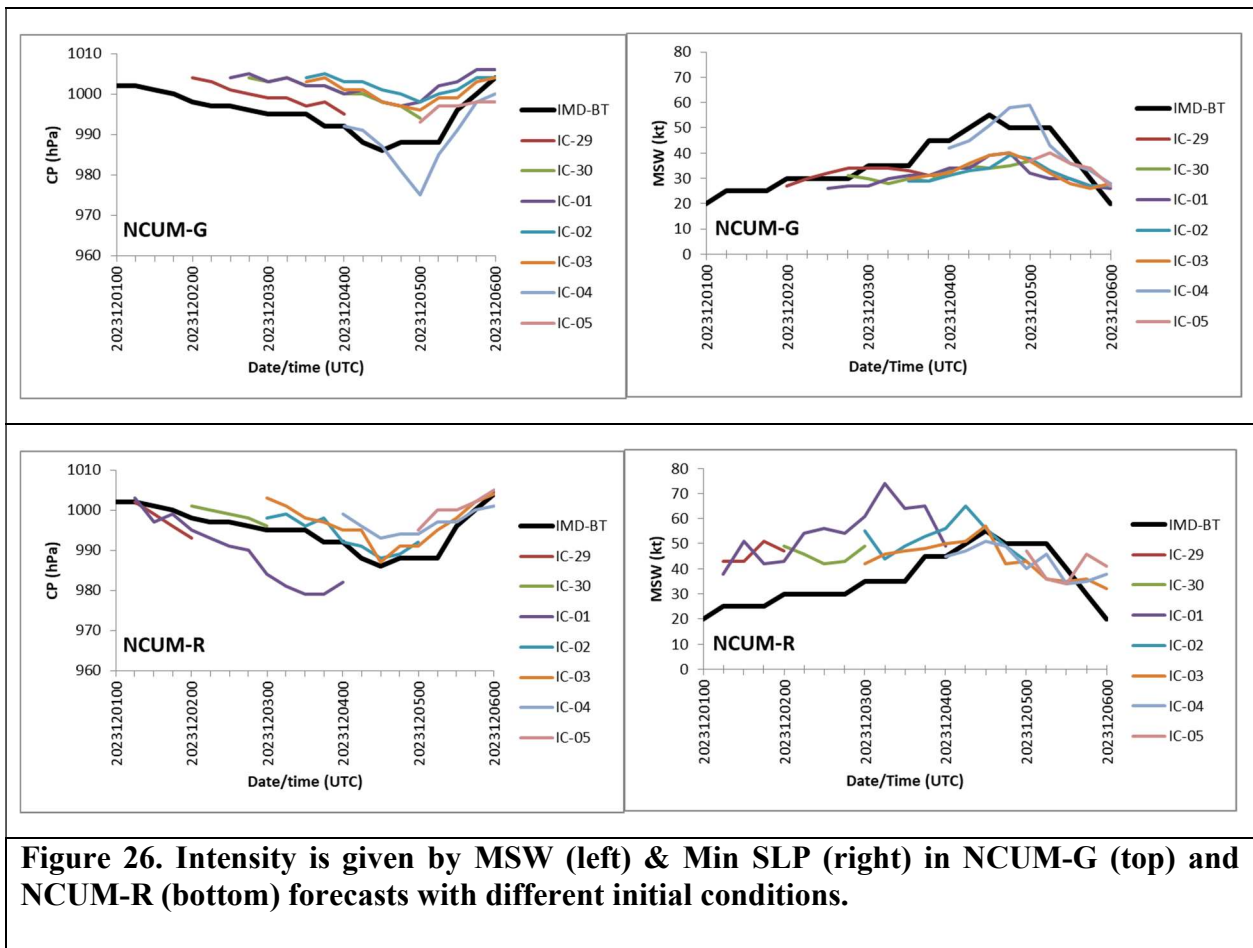 1010
1000
990
980
970
960
CP (hPa)
NCUM-G
2023120100
2023120200
2023120300
2023120400
2023120500
2023120600
Date/time (UTC)
IMD-BT
IC-29
IC-30
IC-01
IC-02
IC-03
IC-04
IC-05
80
70
60
50
40
30
20
10
0
MSW (kt)
NCUM-G
2023120100
2023120200
2023120300
2023120400
2023120500
2023120600
Date/Time (UTC)
IMD-BT
IC-29
IC-30
IC-01
IC-02
IC-03
IC-04
IC-05
1010
1000
990
980
970
960
CP (hPa)
NCUM-R
2023120100
2023120200
2023120300
2023120400
2023120500
2023120600
Date/time (UTC)
IMD-BT
IC-29
IC-30
IC-01
IC-02
IC-03
IC-04
IC-05
80
70
60
50
40
30
20
10
0
MSW (kt)
NCUM-R
2023120100
2023120200
2023120300
2023120400
2023120500
2023120600
Date/Time (UTC)
IMD-BT
IC-29
IC-30
IC-01
IC-02
IC-03
IC-04
IC-05
Figure 26. Intensity is given by MSW (left) & Min SLP (right) in NCUM-G (top) and
NCUM-R (bottom) forecasts with different initial conditions.